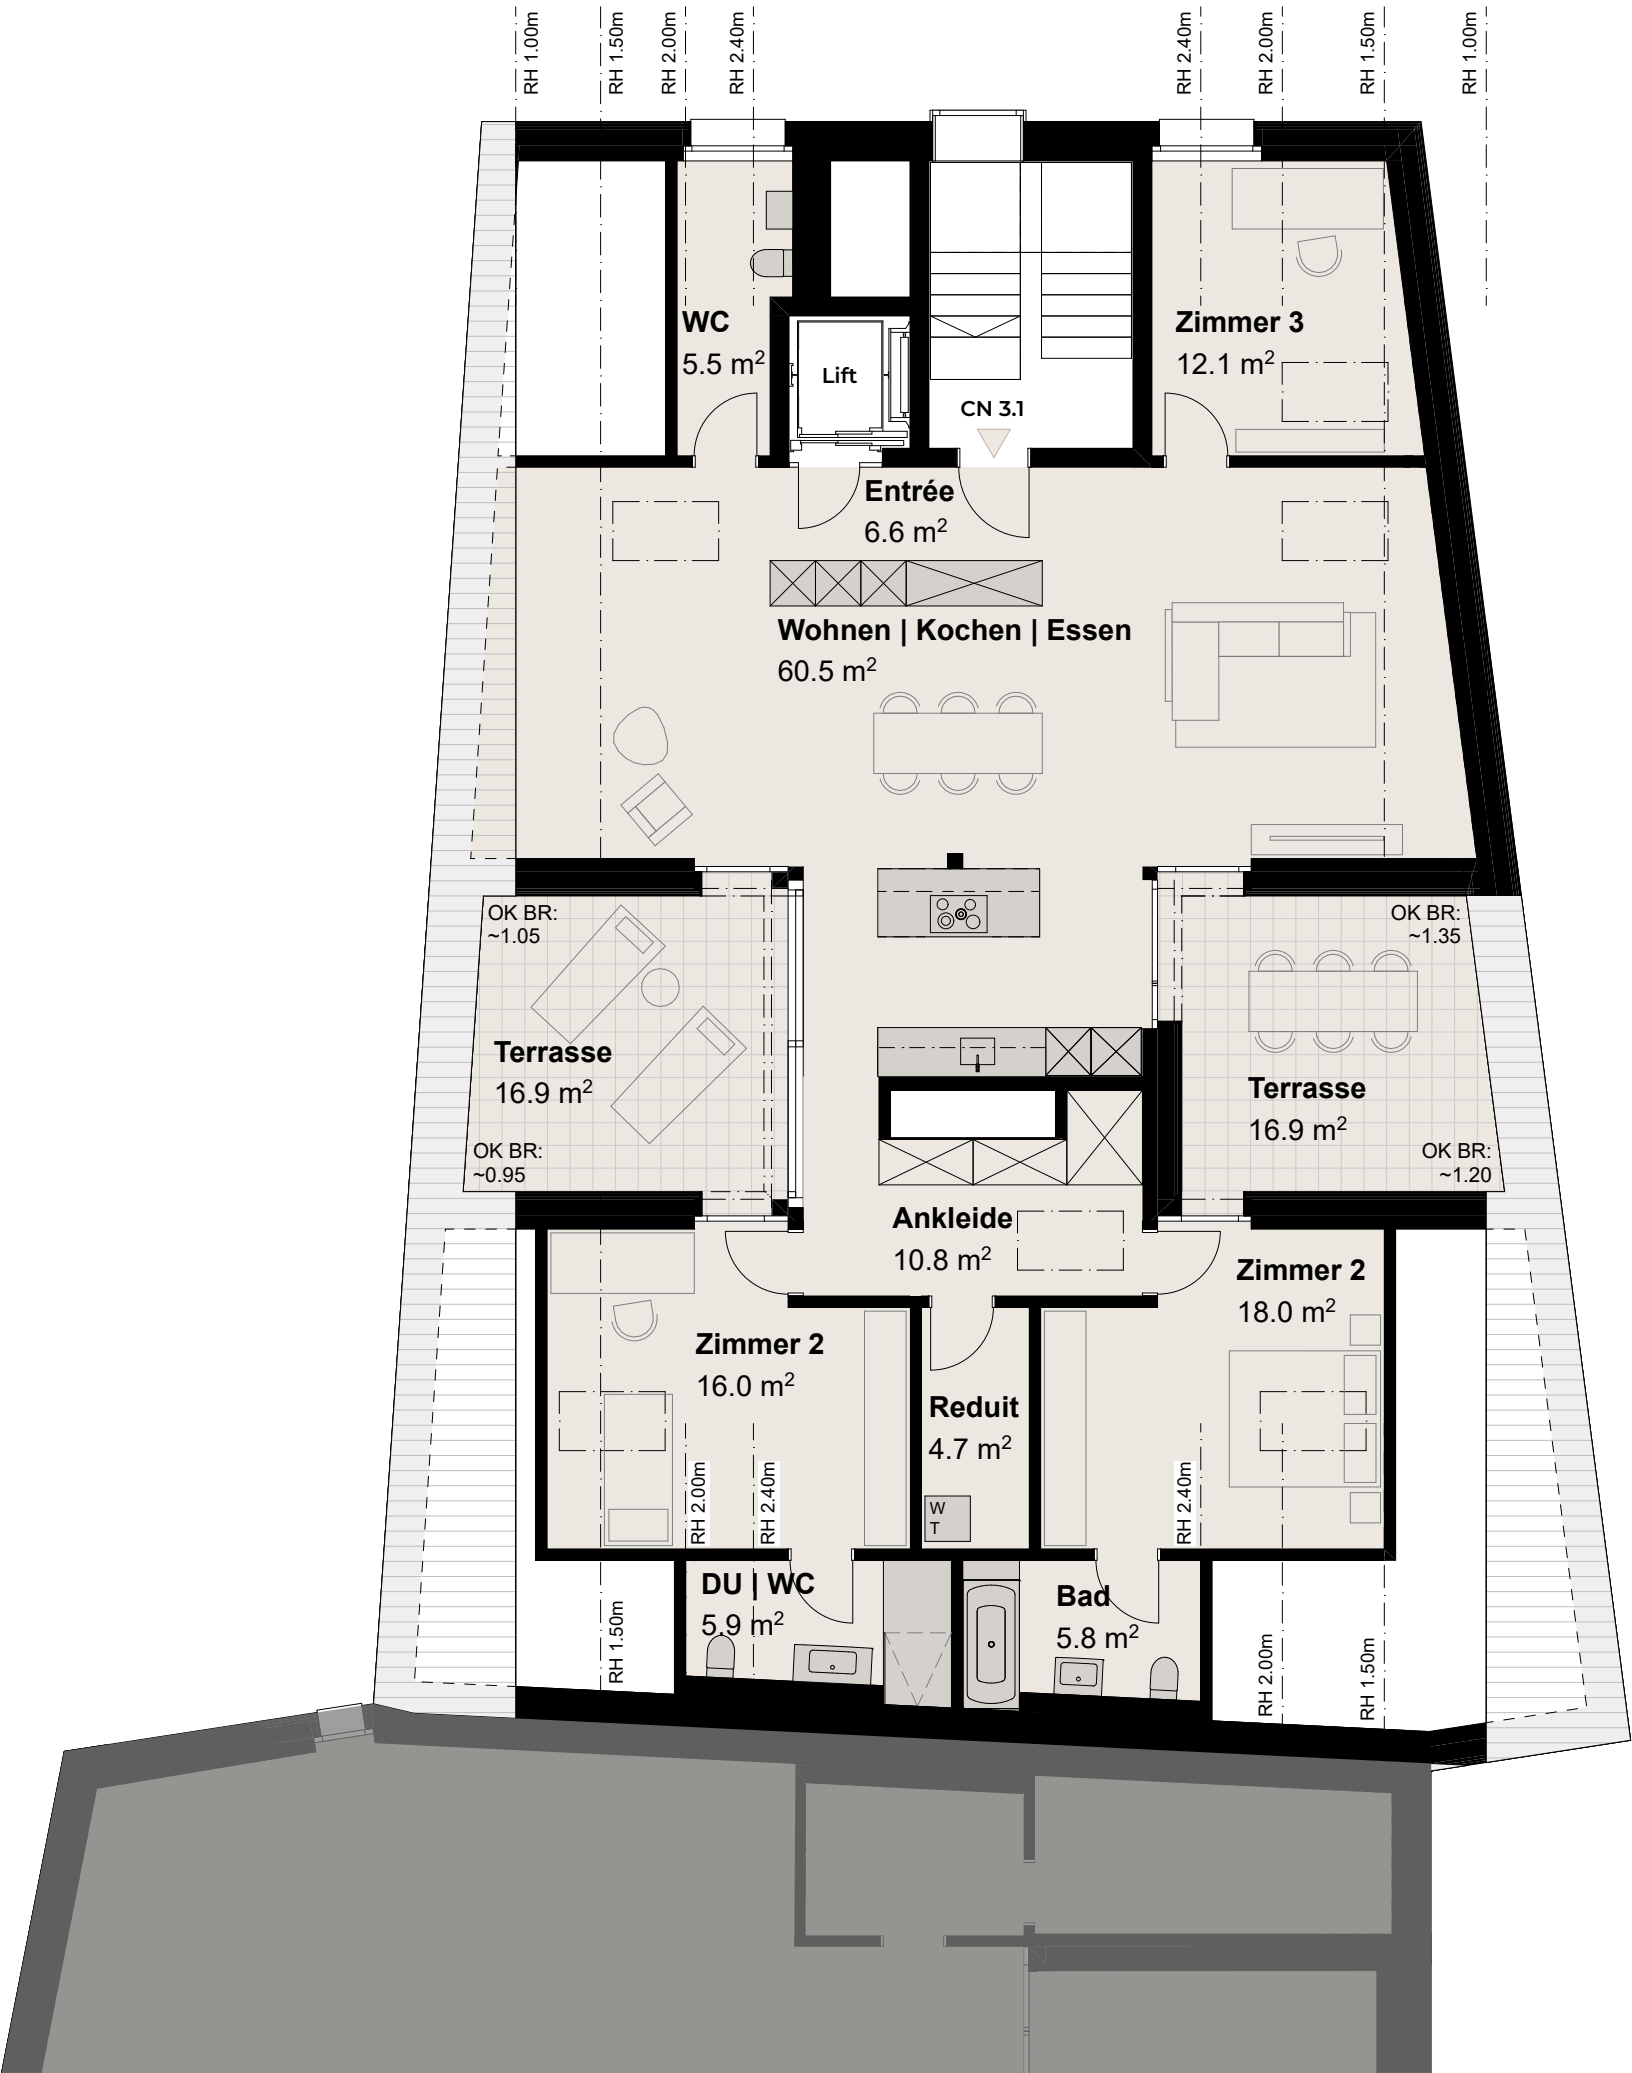 RH 1.00m
RH 1.50m
RH 2.00m
RH 2.40m
RH 2.40m
RH 2.00m
RH 1.50m
RH 1.00m
WC
5.5 m²
Lift
CN 3.1
Zimmer 3
12.1 m²
Entrée
6.6 m²
Wohnen | Kochen | Essen
60.5 m²
OK BR:
~1.05
OK BR:
~1.35
Terrasse
16.9 m²
Terrasse
16.9 m²
OK BR:
~0.95
OK BR:
~1.20
Ankleide
10.8 m²
Zimmer 2
18.0 m²
Zimmer 2
16.0 m²
Reduit
4.7 m²
RH 2.00m
RH 2.40m
W
T
RH 2.40m
DU | WC
5.9 m²
Bad
5.8 m²
RH 1.50m
RH 2.00m
RH 1.50m